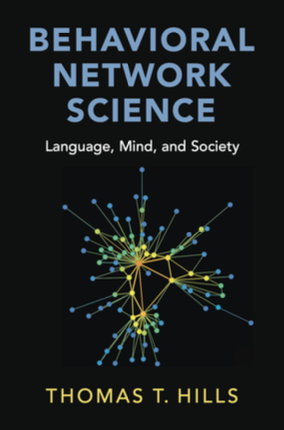 BEHAVIORAL
NETWORK
SCIENCE
Language, Mind, and Society
THOMAS T. HILLS